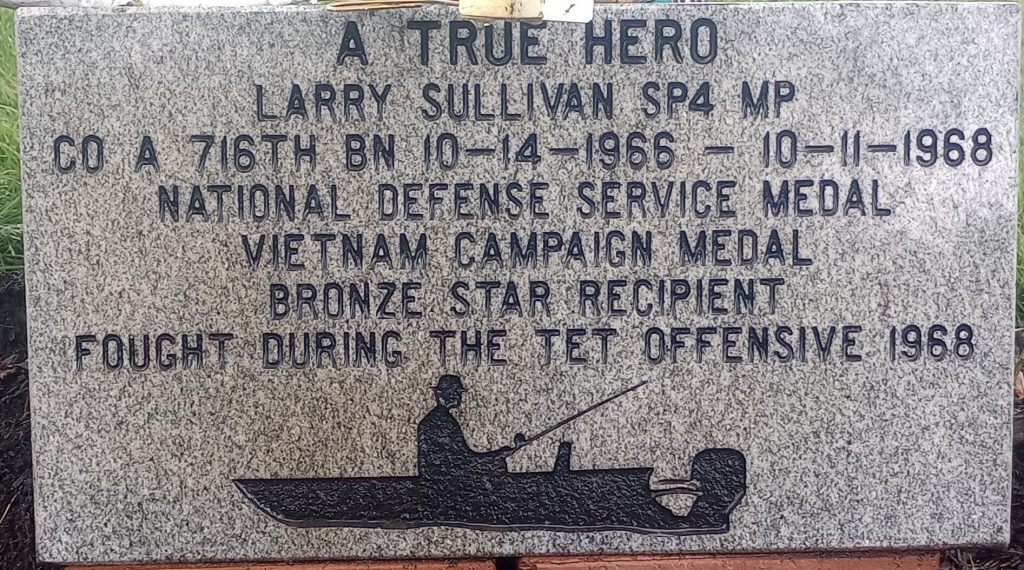 A TRUE HERO
LARRY SULLIVAN SP4 MP
CO A 716TH BN 10-14-1966 - 10-11-1968
NATIONAL DEFENSE SERVICE MEDAL
VIETNAM CAMPAIGN MEDAL
BRONZE STAR RECIPIENT
FOUGHT DURING THE TET OFFENSIVE 1968